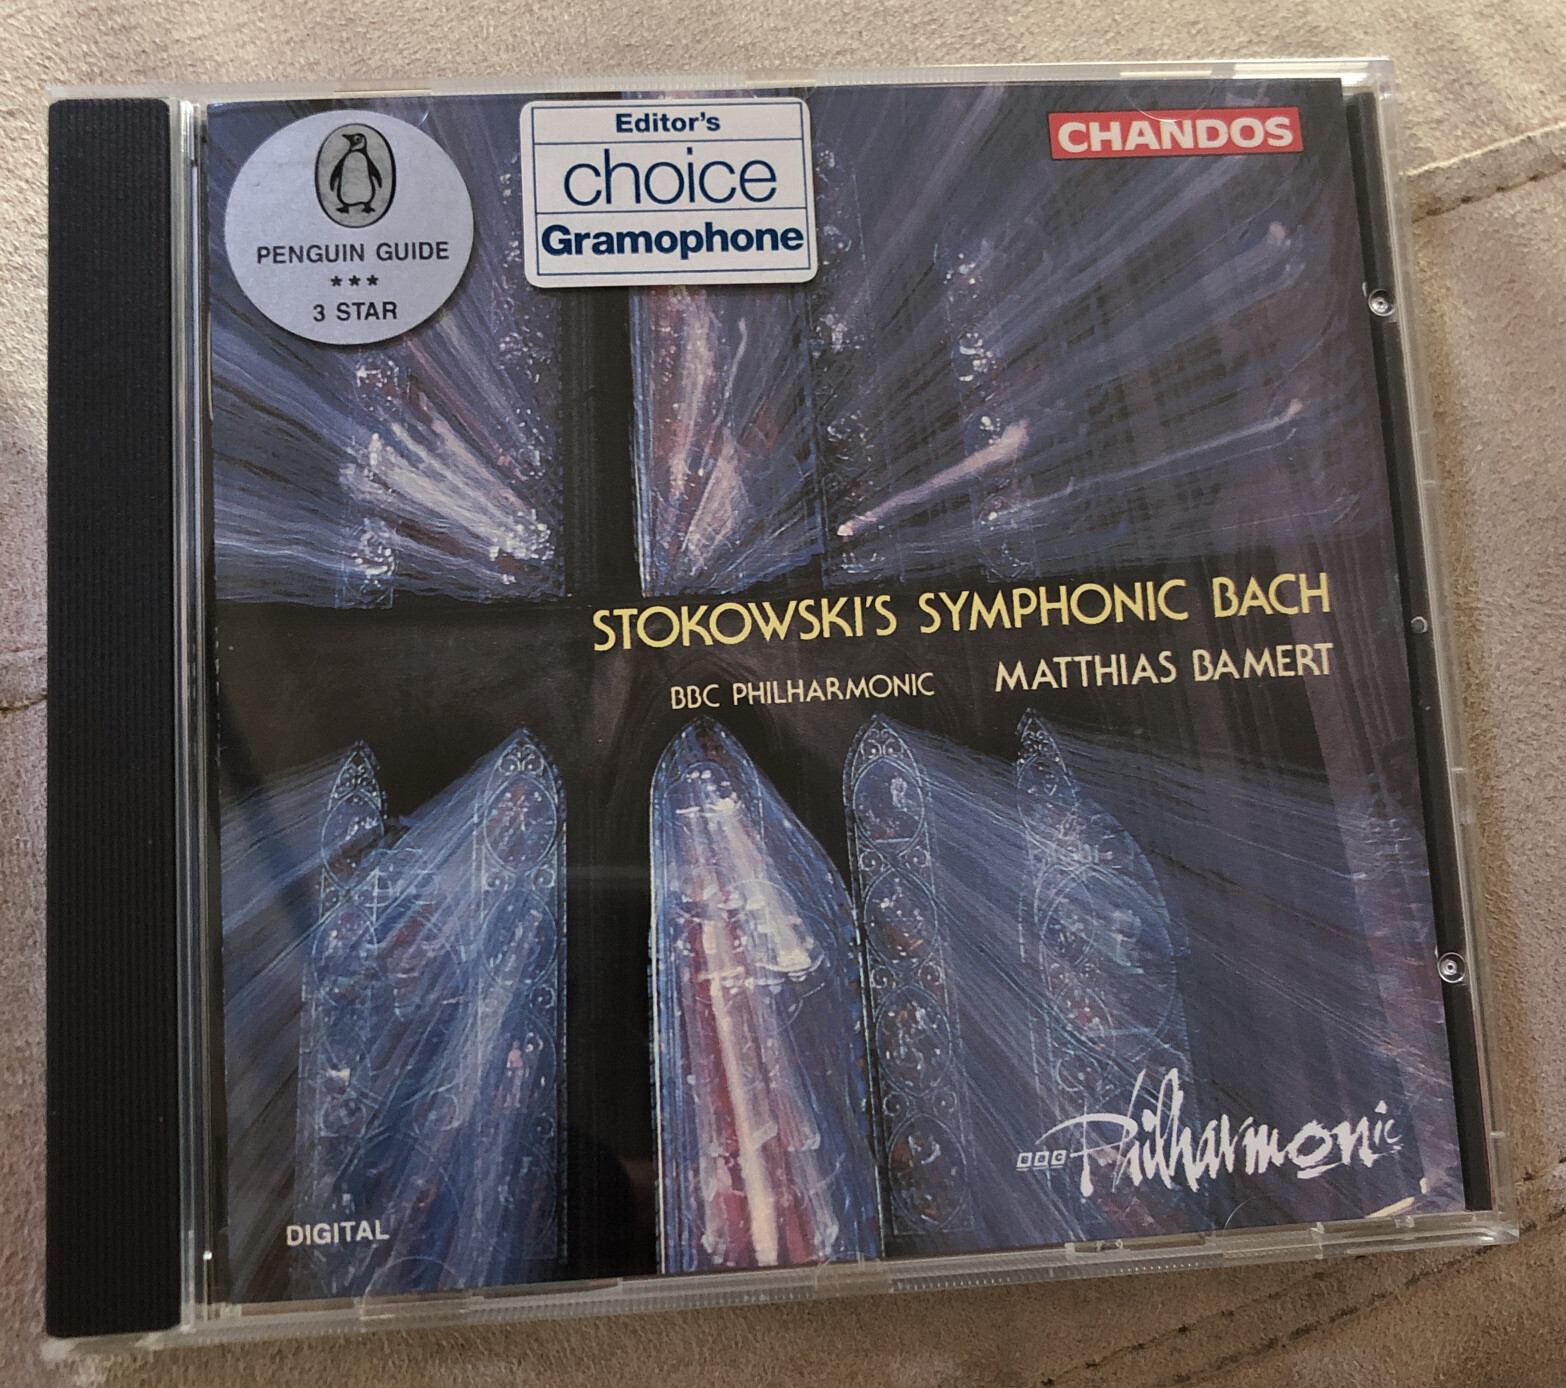 PENGUIN GUIDE
***
3 STAR
Editor's
choice
Gramophone
CHANDOS
STOKOWSKI'S SYMPHONIC BACH
BBC PHILHARMONIC MATTHIAS BAMERT
BBC Philharmonic
DIGITAL